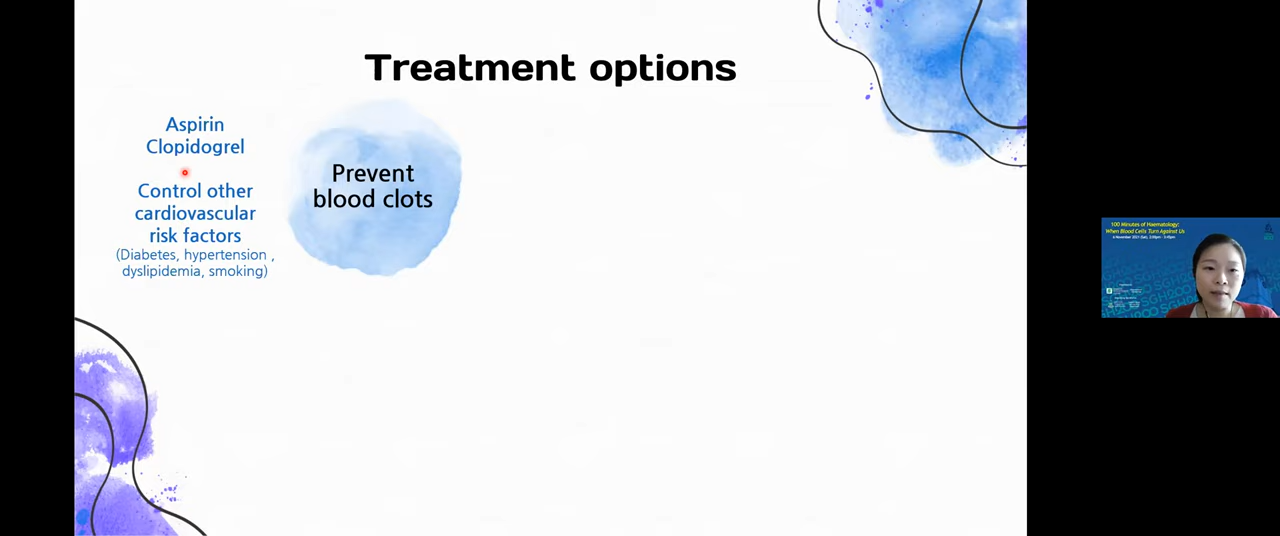 Treatment options
Aspirin
Clopidogrel
Control other
cardiovascular
risk factors
(Diabetes, hypertension ,
dyslipidemia, smoking)
Prevent
blood clots
100 Minutes of Haematology:
When Blood Cells Turn Against Us